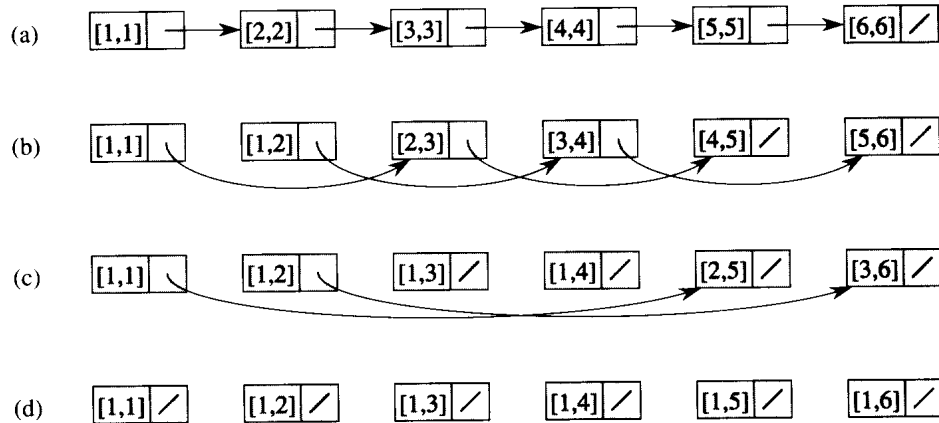 (a) [1,1] [2,2] [3,3] [4,4] [5,5] [6,6]
(b) [1,1] [1,2] [2,3] [3,4] [4,5] [5,6]
(c) [1,1] [1,2] [1,3] [1,4] [2,5] [3,6]
(d) [1,1] [1,2] [1,3] [1,4] [1,5] [1,6]